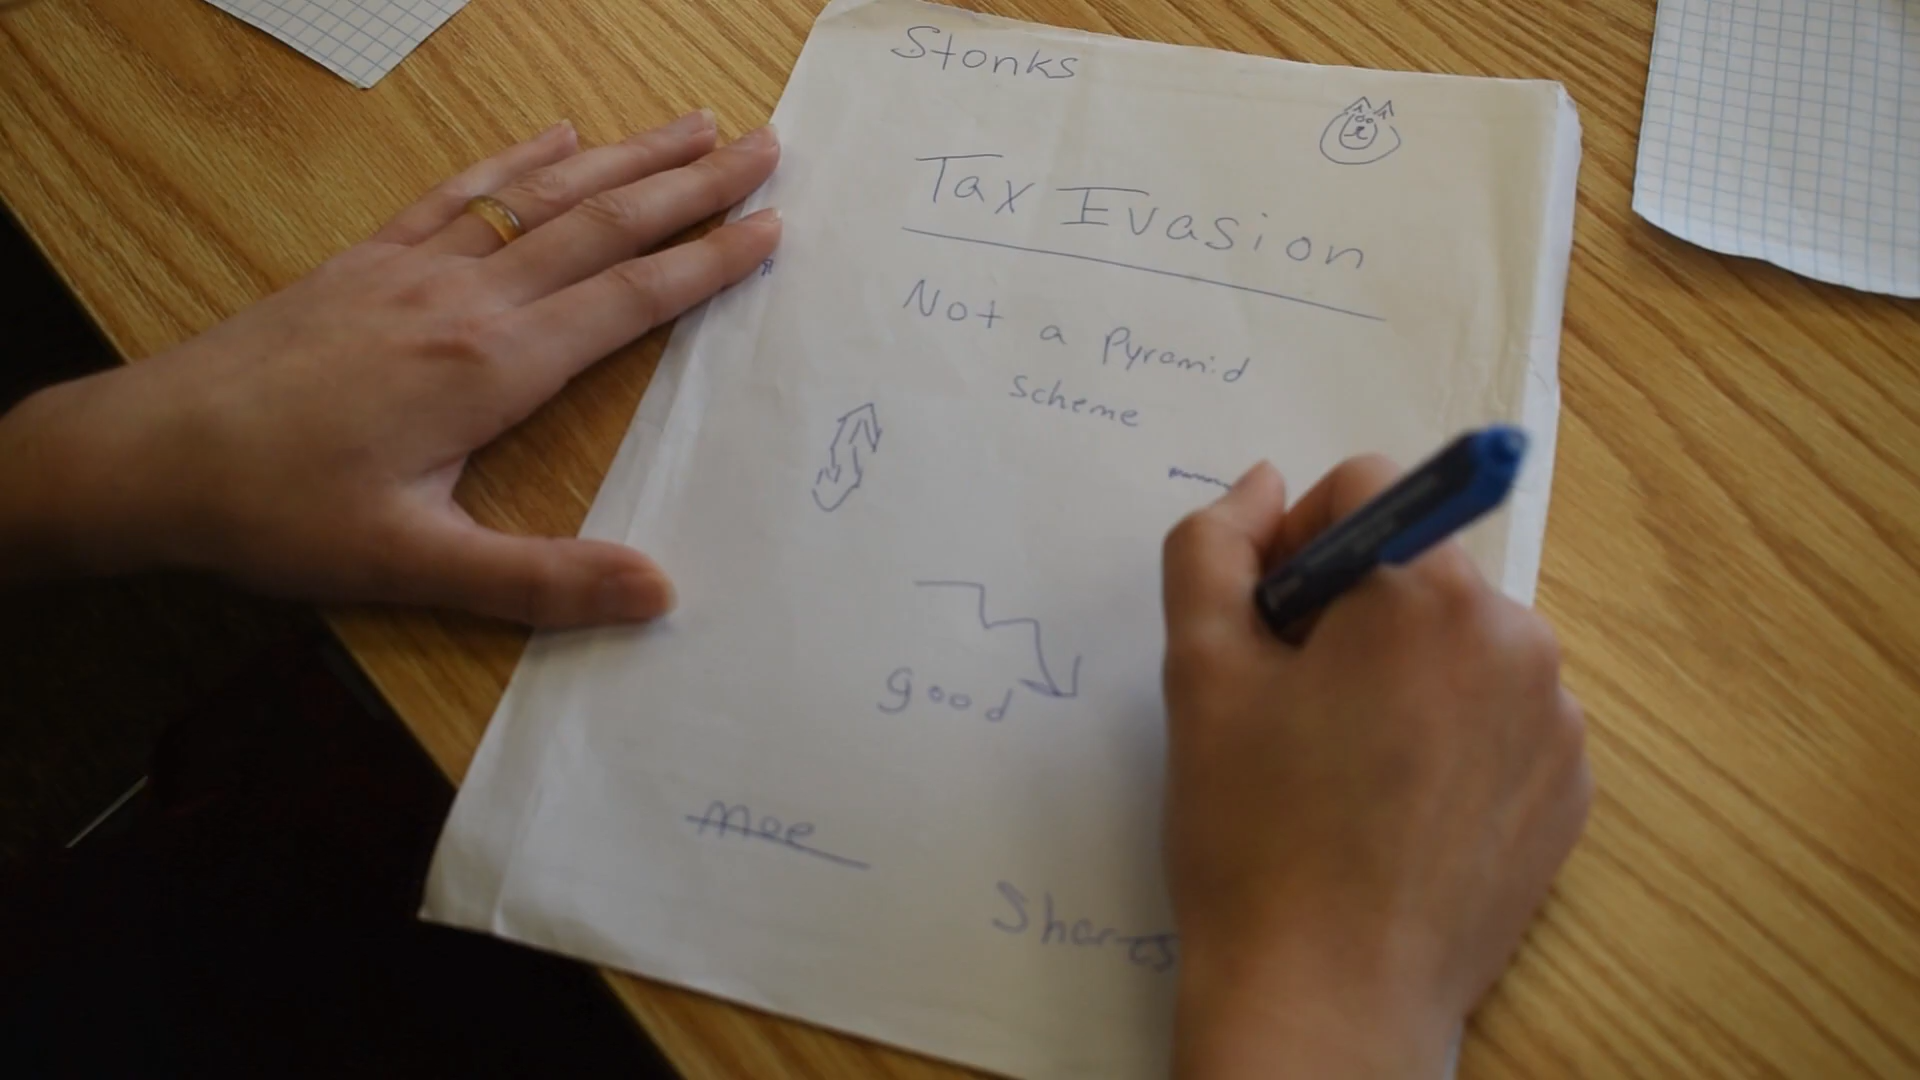 Stonks
Tax Evasion
Not a Pyramid
scheme
good
Moe
Shares